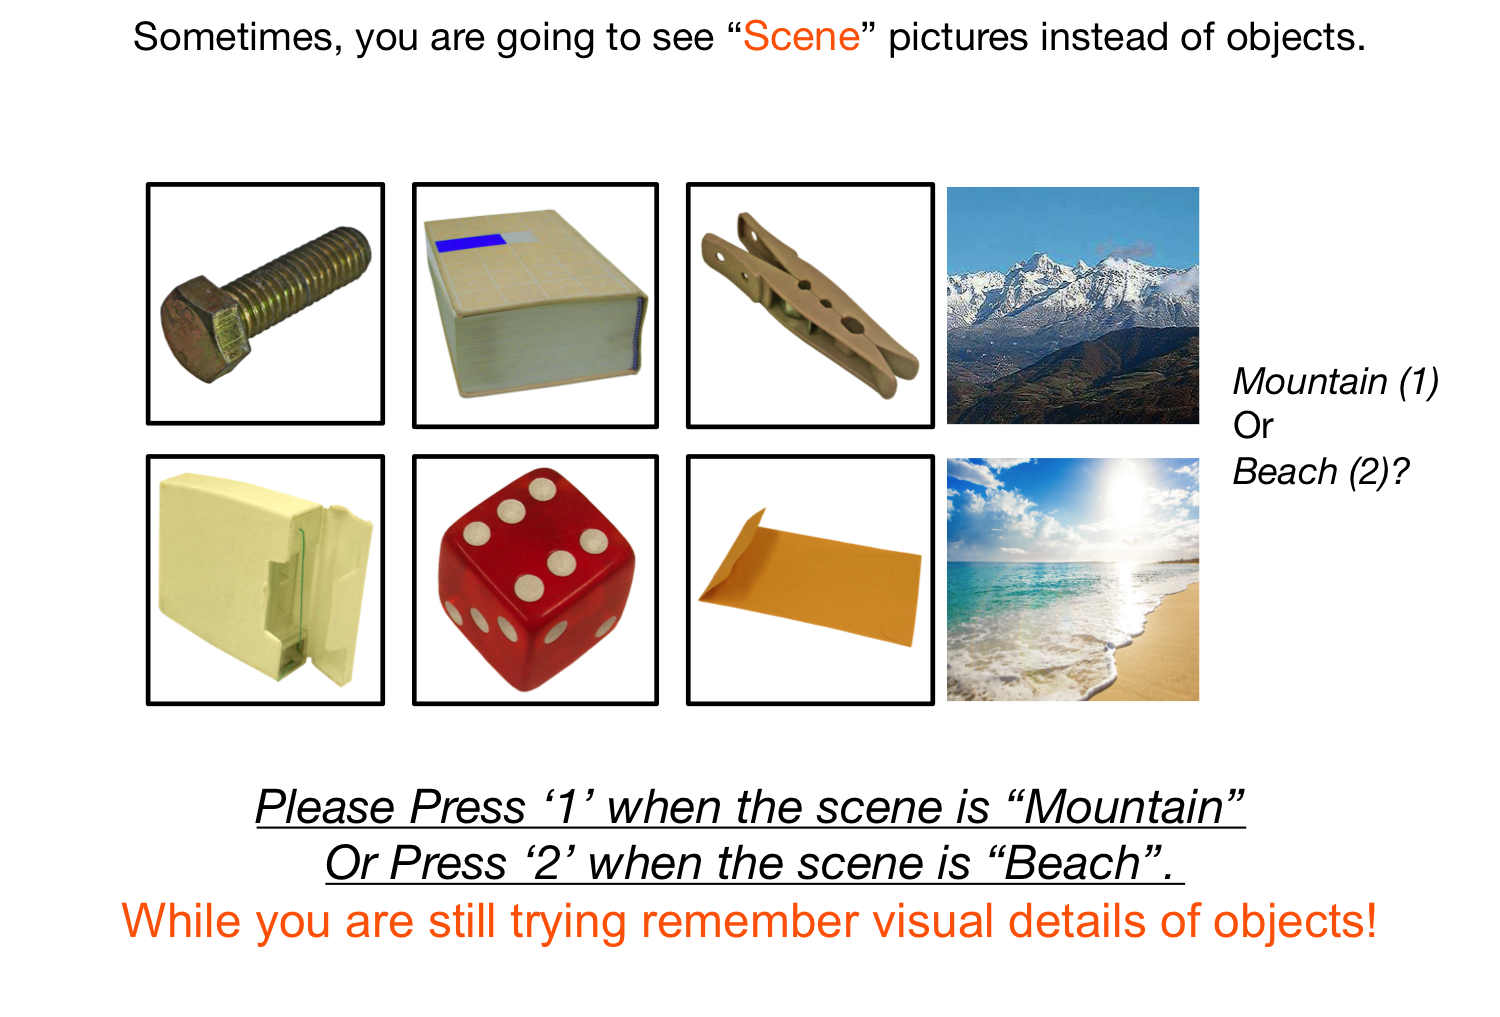 Sometimes, you are going to see “Scene” pictures instead of objects.
Mountain (1)
Or
Beach (2)?
Please Press ‘1’ when the scene is “Mountain”
Or Press ‘2’ when the scene is “Beach”.
While you are still trying remember visual details of objects!